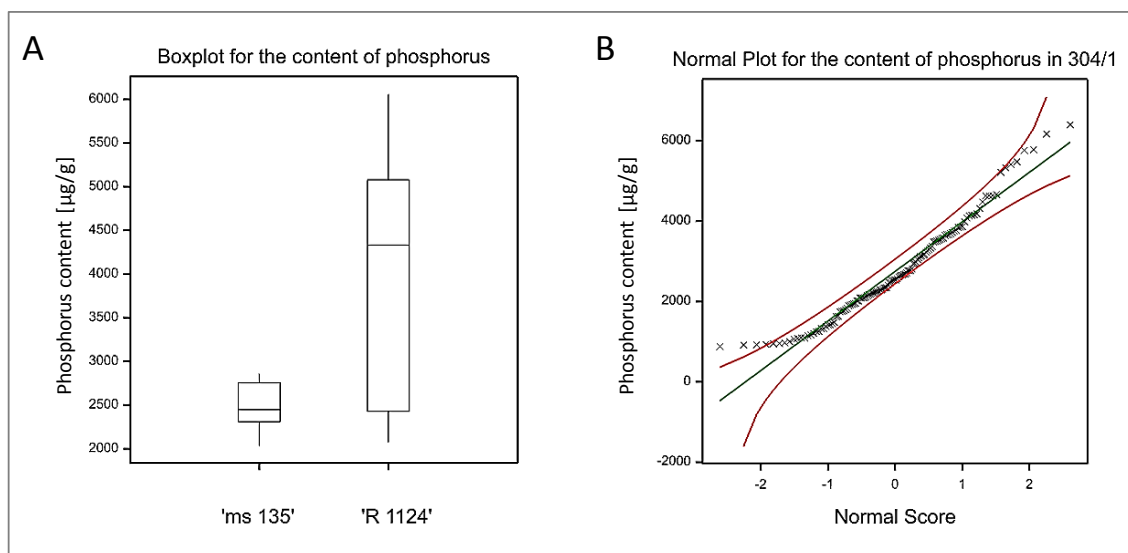 A
Boxplot for the content of phosphorus
Phosphorus content [µg/g]
6000
5500
5000
4500
4000
3500
3000
2500
2000
'ms 135'
'R 1124'
B
Normal Plot for the content of phosphorus in 304/1
Phosphorus content [µg/g]
6000
4000
2000
0
-2000
-2
-1
0
1
2
Normal Score